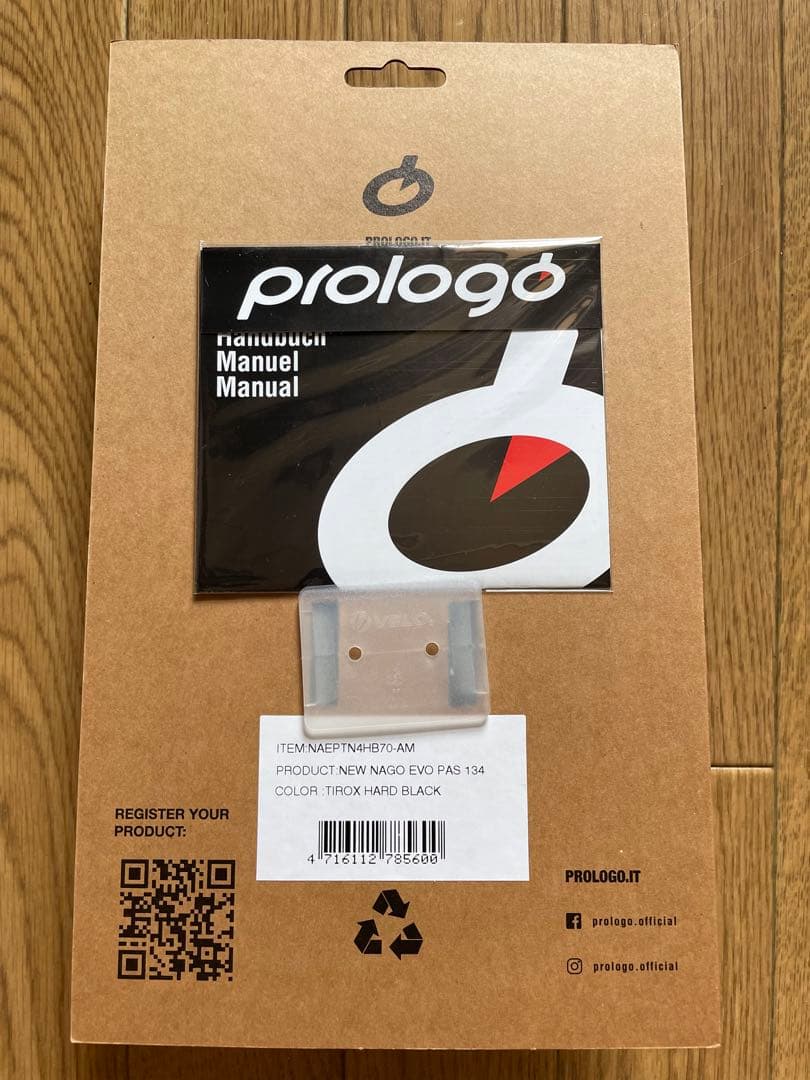 PROLOGO.IT
prologo
Handbuch
Manuel
Manual
VELO
ITEM:NAEPTN4HB70-AM
PRODUCT:NEW NAGO EVO PAS 134
COLOR :TIROX HARD BLACK
4 716112 785600
REGISTER YOUR
PRODUCT:
PROLOGO.IT
prologo.official
prologo.official